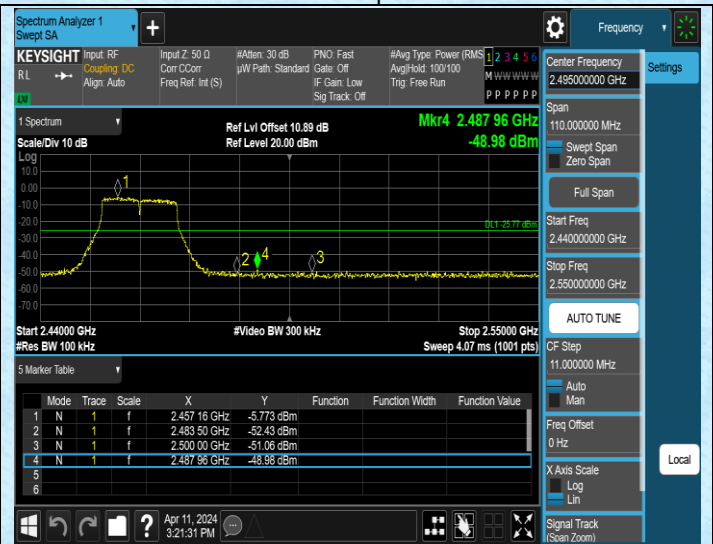 Spectrum Analyzer 1
Swept SA
Frequency
KEYSIGHT
RL
LXI
Input: RF
Coupling: DC
Align: Auto
Input Z: 50 Ω
Corr CCorr
Freq Ref: Int (S)
#Atten: 30 dB
µW Path: Standard
PNO: Fast
Gate: Off
IF Gain: Low
Sig Track: Off
#Avg Type: Power (RMS
Avg|Hold: 100/100
Trig: Free Run
1 2 3 4 5 6
M W W W W W
P P P P P P
1 Spectrum
Scale/Div 10 dB
Log
Ref Lvl Offset 10.89 dB
Ref Level 20.00 dBm
Mkr4 2.487 96 GHz
-48.98 dBm
10.0
0.00
-10.0
-20.0
-30.0
-40.0
-50.0
-60.0
-70.0
1
2
4
3
DL1 -25.77 dBm
Start 2.44000 GHz
#Res BW 100 kHz
#Video BW 300 kHz
Stop 2.55000 GHz
Sweep 4.07 ms (1001 pts)
5 Marker Table
Mode Trace Scale X Y Function Function Width Function Value
1 N 1 f 2.457 16 GHz -5.773 dBm
2 N 1 f 2.483 50 GHz -52.43 dBm
3 N 1 f 2.500 00 GHz -51.06 dBm
4 N 1 f 2.487 96 GHz -48.98 dBm
5
6
Apr 11, 2024
3:21:31 PM
Center Frequency
2.495000000 GHz
Span
110.000000 MHz
Swept Span
Zero Span
Full Span
Start Freq
2.440000000 GHz
Stop Freq
2.550000000 GHz
AUTO TUNE
CF Step
11.000000 MHz
Auto
Man
Freq Offset
0 Hz
X Axis Scale
Log
Lin
Signal Track
(Span Zoom)
Settings
Local